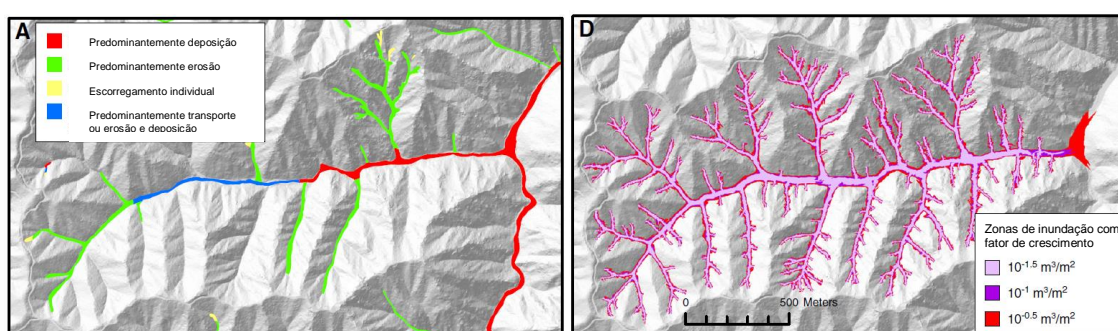 A
Predominantemente deposição
Predominantemente erosão
Escorregamento individual
Predominantemente transporte
ou erosão e deposição
D
0
500 Meters
Zonas de inundação com
fator de crescimento
10-1.5 m³/m²
10-1 m³/m²
10-0.5 m³/m²